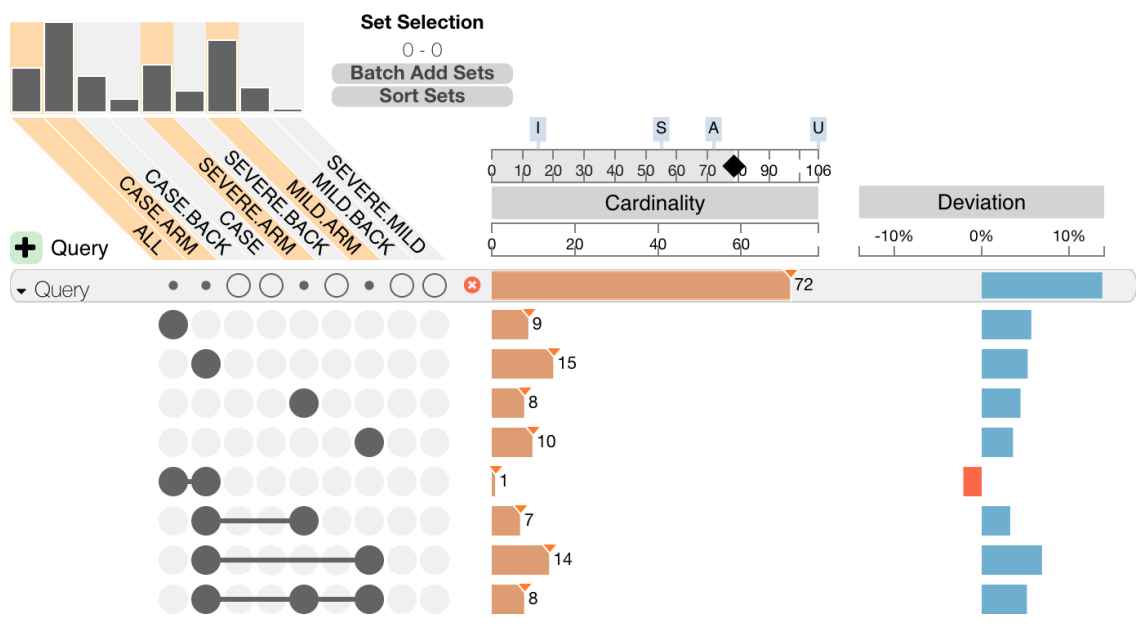 Set Selection
0 - 0
Batch Add Sets
Sort Sets
I S A U
0 10 20 30 40 50 60 70 80 90 106
Cardinality
Deviation
0 20 40 60
-10% 0% 10%
ALL
CASE.ARM
CASE.BACK
CASE
SEVERE.ARM
SEVERE.BACK
MILD.ARM
MILD.BACK
SEVERE.MILD
Query
Query
72
9
15
8
10
1
7
14
8